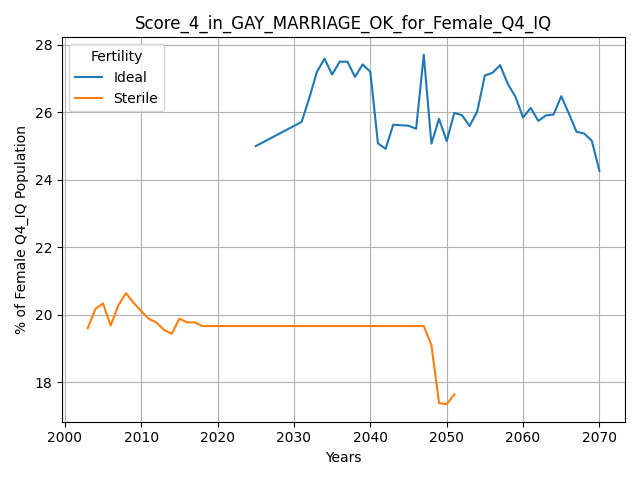 Score_4_in_GAY_MARRIAGE_OK_for_Female_Q4_IQ
28
26
24
22
20
18
% of Female Q4_IQ Population
Fertility
Ideal
Sterile
2000 2010 2020 2030 2040 2050 2060 2070
Years